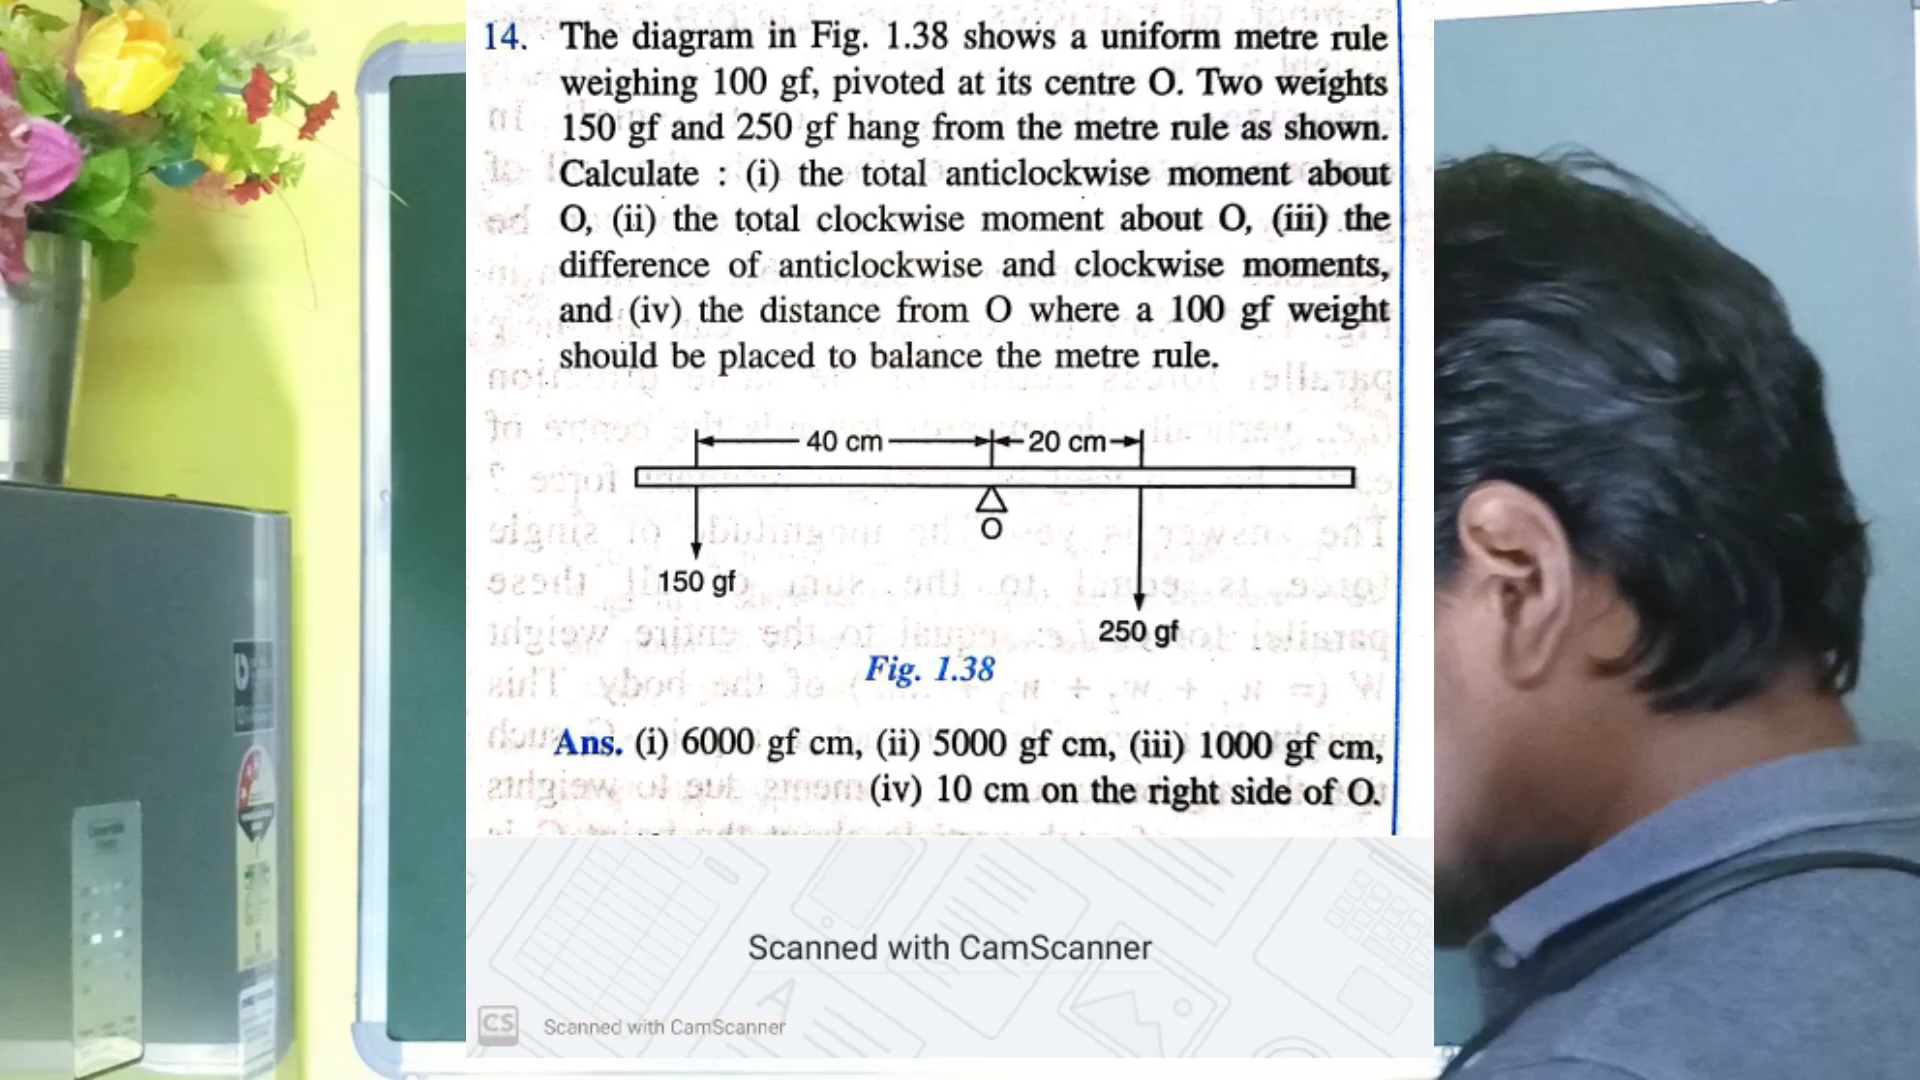 14. The diagram in Fig. 1.38 shows a uniform metre rule
weighing 100 gf, pivoted at its centre O. Two weights
150 gf and 250 gf hang from the metre rule as shown.
Calculate : (i) the total anticlockwise moment about
O, (ii) the total clockwise moment about O, (iii) the
difference of anticlockwise and clockwise moments,
and (iv) the distance from O where a 100 gf weight
should be placed to balance the metre rule.
40 cm 20 cm
O
150 gf
250 gf
Fig. 1.38
Ans. (i) 6000 gf cm, (ii) 5000 gf cm, (iii) 1000 gf cm,
(iv) 10 cm on the right side of O.
Scanned with CamScanner
CS Scanned with CamScanner